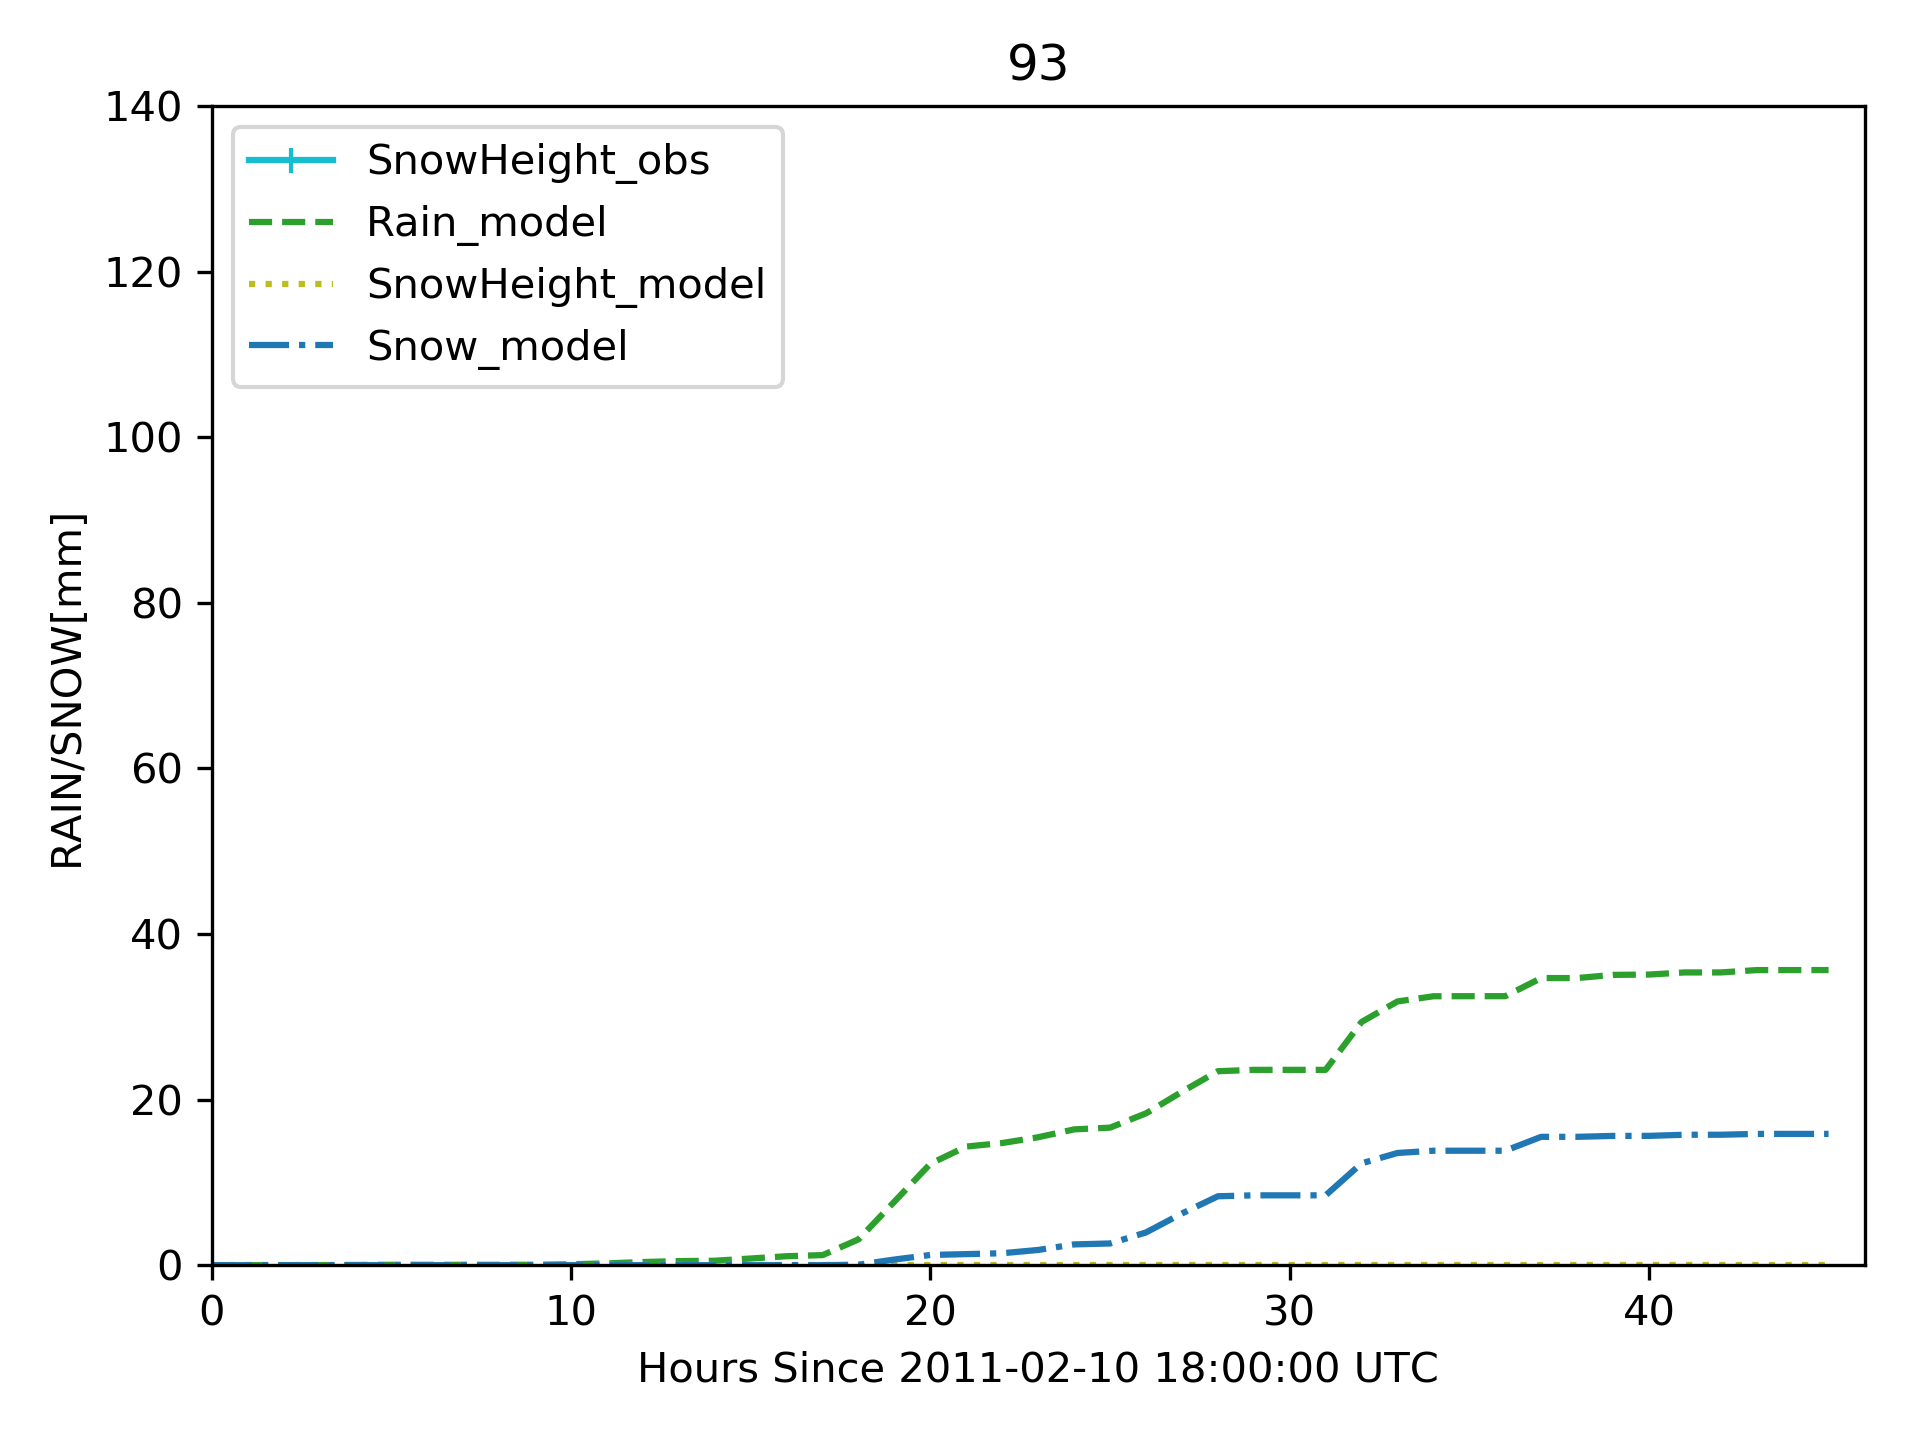 93
140
120
100
80
60
40
20
0
RAIN/SNOW[mm]
SnowHeight_obs
Rain_model
SnowHeight_model
Snow_model
0 10 20 30 40
Hours Since 2011-02-10 18:00:00 UTC